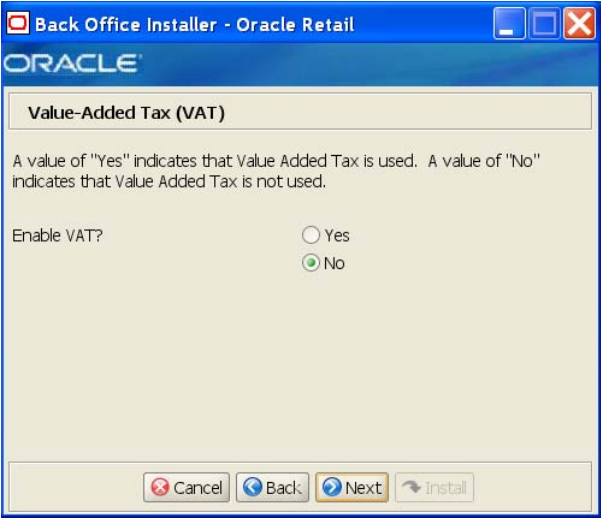 Back Office Installer - Oracle Retail
ORACLE
Value-Added Tax (VAT)
A value of "Yes" indicates that Value Added Tax is used. A value of "No"
indicates that Value Added Tax is not used.
Enable VAT?
Yes
No
Cancel Back Next Install